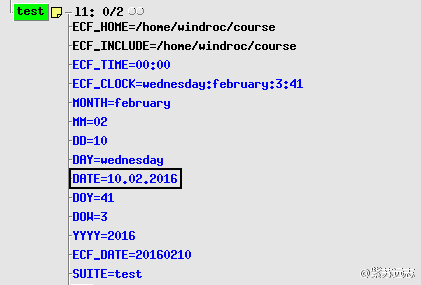 test l1: 0/2
ECF_HOME=/home/windroc/course
ECF_INCLUDE=/home/windroc/course
ECF_TIME=00:00
ECF_CLOCK=wednesday:february:3:41
MONTH=february
MM=02
DD=10
DAY=wednesday
DATE=10.02.2016
DOY=41
DOW=3
YYYY=2016
ECF_DATE=20160210
SUITE=test